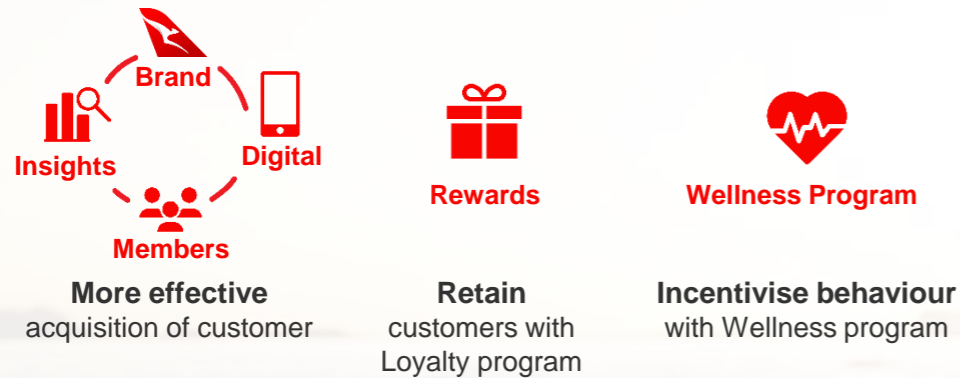 Brand
Insights
Digital
Members
More effective
acquisition of customer
Rewards
Retain
customers with
Loyalty program
Wellness Program
Incentivise behaviour
with Wellness program